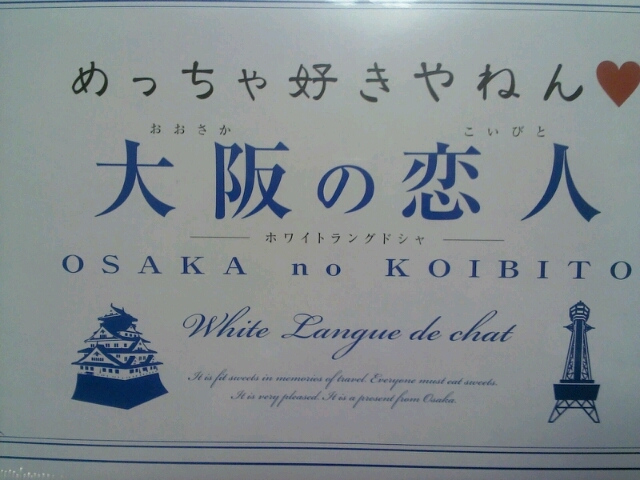 めっちゃ好きやねん♥
おおさか こいびと
大阪の恋人
ホワイトラングドシャ
OSAKA no KOIBITO
White Langue de chat
It is fit sweets in memories of travel. Everyone must eat sweets.
It is very pleased. It is a present from Osaka.